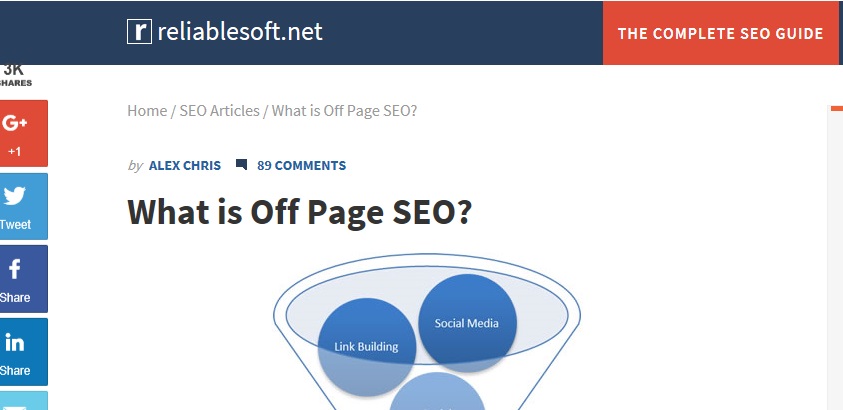 r reliablesoft.net
THE COMPLETE SEO GUIDE
3K
SHARES
G+
+1
Tweet
f
Share
in
Share
Home / SEO Articles / What is Off Page SEO?
by ALEX CHRIS 89 COMMENTS
What is Off Page SEO?
Social Media
Link Building